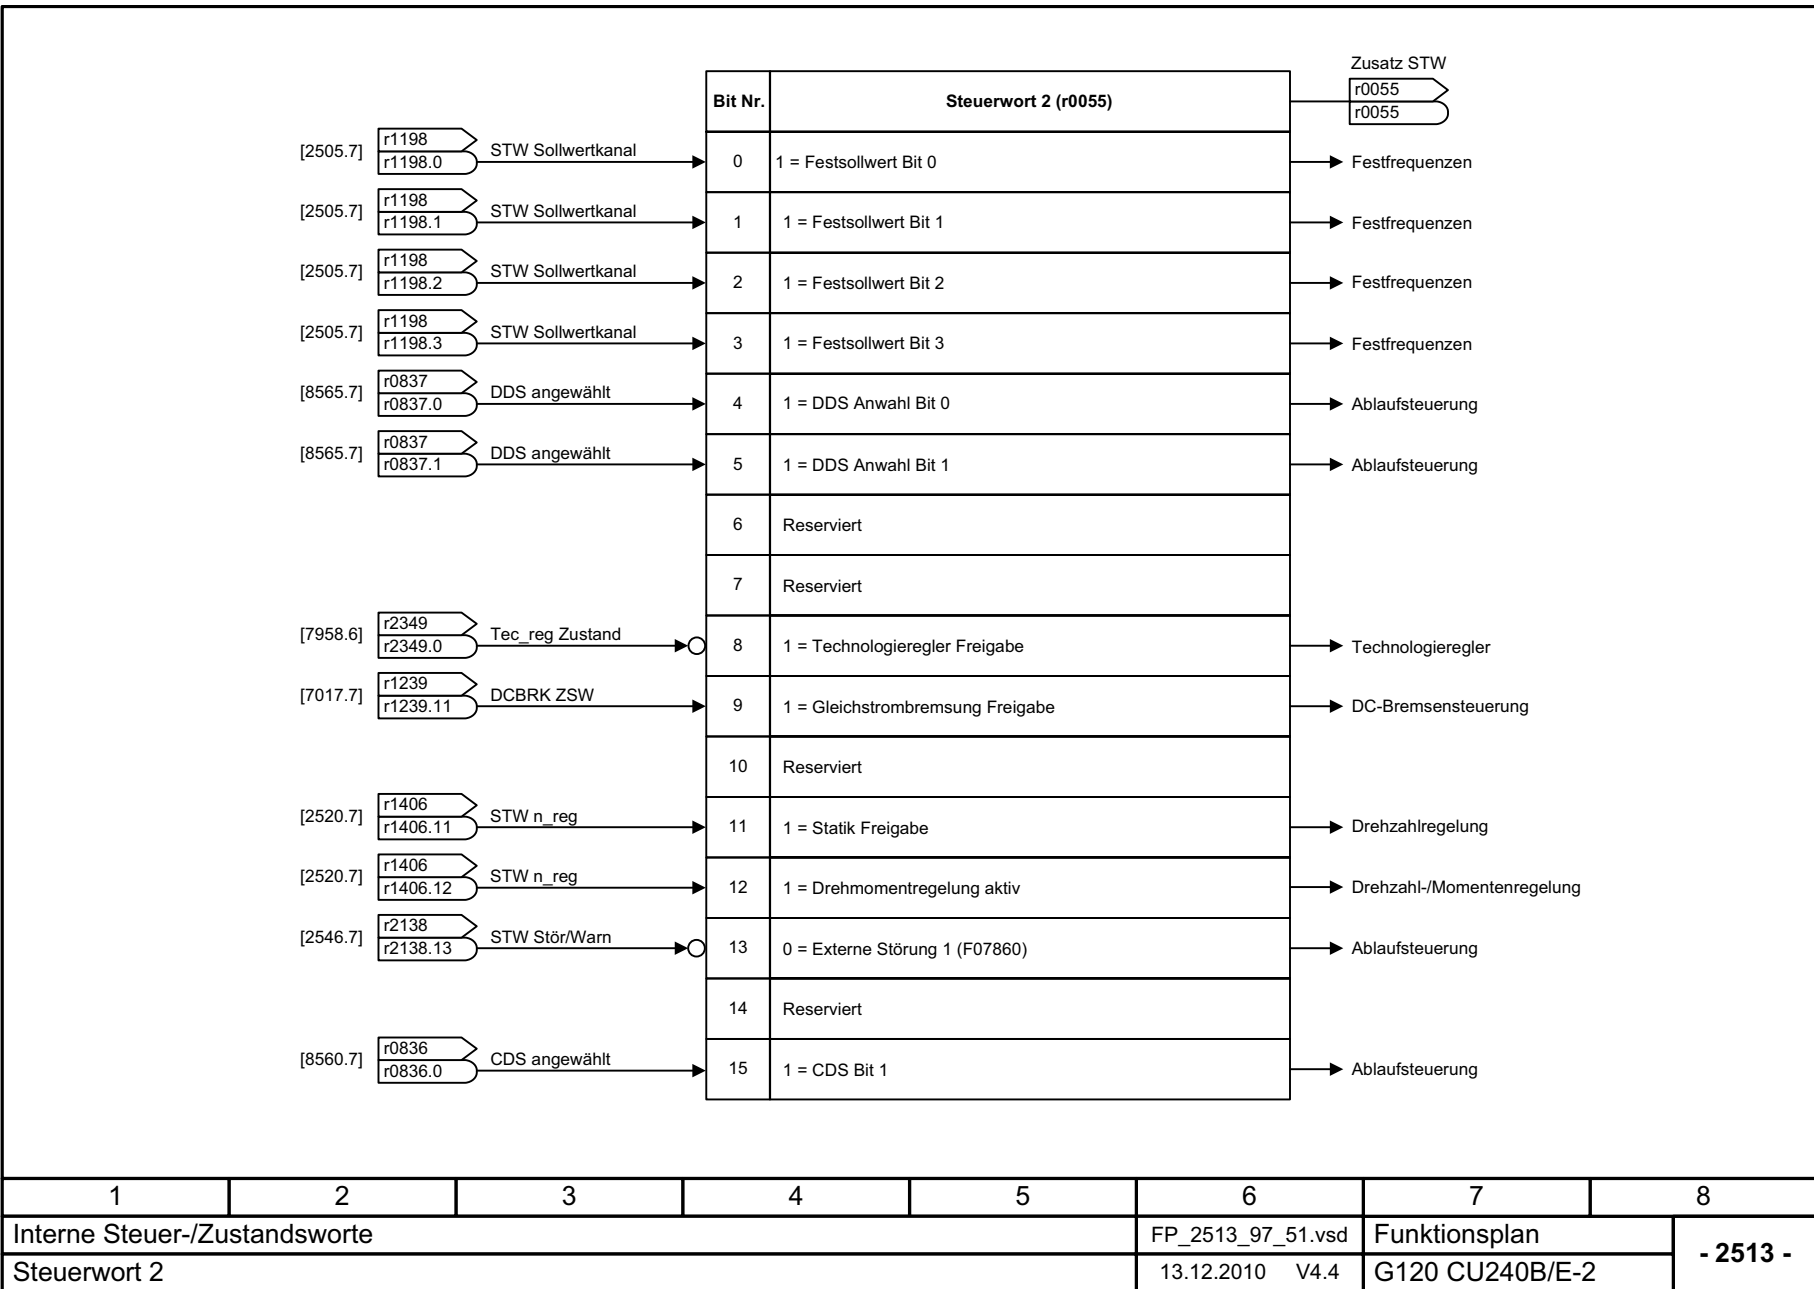 Zusatz STW
r0055
r0055
Bit Nr. Steuerwort 2 (r0055)
[2505.7] r1198 r1198.0 STW Sollwertkanal 0 1 = Festsollwert Bit 0 Festfrequenzen
[2505.7] r1198 r1198.1 STW Sollwertkanal 1 1 = Festsollwert Bit 1 Festfrequenzen
[2505.7] r1198 r1198.2 STW Sollwertkanal 2 1 = Festsollwert Bit 2 Festfrequenzen
[2505.7] r1198 r1198.3 STW Sollwertkanal 3 1 = Festsollwert Bit 3 Festfrequenzen
[8565.7] r0837 r0837.0 DDS angewählt 4 1 = DDS Anwahl Bit 0 Ablaufsteuerung
[8565.7] r0837 r0837.1 DDS angewählt 5 1 = DDS Anwahl Bit 1 Ablaufsteuerung
6 Reserviert
7 Reserviert
[7958.6] r2349 r2349.0 Tec_reg Zustand 8 1 = Technologieregler Freigabe Technologieregler
[7017.7] r1239 r1239.11 DCBRK ZSW 9 1 = Gleichstrombremsung Freigabe DC-Bremsensteuerung
10 Reserviert
[2520.7] r1406 r1406.11 STW n_reg 11 1 = Statik Freigabe Drehzahlregelung
[2520.7] r1406 r1406.12 STW n_reg 12 1 = Drehmomentregelung aktiv Drehzahl-/Momentenregelung
[2546.7] r2138 r2138.13 STW Stör/Warn 13 0 = Externe Störung 1 (F07860) Ablaufsteuerung
14 Reserviert
[8560.7] r0836 r0836.0 CDS angewählt 15 1 = CDS Bit 1 Ablaufsteuerung
1 2 3 4 5 6 7 8
Interne Steuer-/Zustandsworte FP_2513_97_51.vsd Funktionsplan
- 2513 -
Steuerwort 2 13.12.2010 V4.4 G120 CU240B/E-2